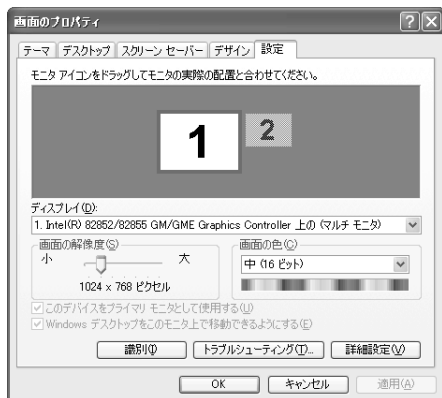 画面のプロパティ
テーマ デスクトップ スクリーン セーバー デザイン 設定
モニタ アイコンをドラッグしてモニタの実際の配置と合わせてください。
1 2
ディスプレイ(D):
1. Intel(R) 82852/82855 GM/GME Graphics Controller 上の (マルチ モニタ)
画面の解像度(S) 画面の色(C)
小 大 中 (16 ビット)
1024 x 768 ピクセル
このデバイスをプライマリ モニタとして使用する(U)
Windows デスクトップをこのモニタ上で移動できるようにする(E)
識別(I) トラブルシューティング(T)... 詳細設定(V)
OK キャンセル 適用(A)